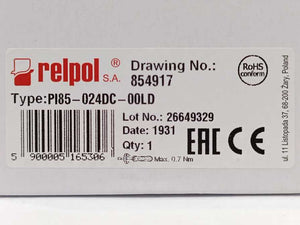 relpol S.A.
Drawing No.:
854917
RoHS
conform
Type:PI85-024DC-00LD
Lot No.: 26649329
Date: 1931
Qty.: 1
EAC CE
5 900005 165306
Max. 0.7 Nm
ul. 11 Listopada 37, 68-200 Żary, Poland